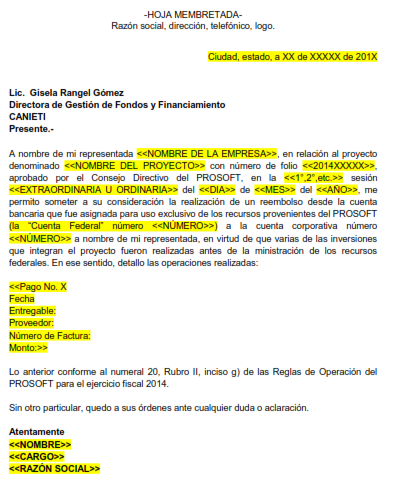 -HOJA MEMBRETADA-
Razón social, dirección, telefónico, logo.
Ciudad, estado, a XX de XXXXX de 201X
Lic. Gisela Rangel Gómez
Directora de Gestión de Fondos y Financiamiento
CANIETI
Presente.-
A nombre de mi representada <<NOMBRE DE LA EMPRESA>>, en relación al proyecto
denominado <<NOMBRE DEL PROYECTO>> con número de folio <<2014XXXXX>>,
aprobado por el Consejo Directivo del PROSOFT, en la <<1°,2°,etc.>> sesión
<<EXTRAORDINARIA U ORDINARIA>> del <<DIA>> de <<MES>> del <<AÑO>>, me
permito someter a su consideración la realización de un reembolso desde la cuenta
bancaria que fue asignada para uso exclusivo de los recursos provenientes del PROSOFT
(la “Cuenta Federal” número <<NÚMERO>>) a la cuenta corporativa número
<<NÚMERO>> a nombre de mi representada, en virtud de que varias de las inversiones
que integran el proyecto fueron realizadas antes de la ministración de los recursos
federales. En ese sentido, detallo las operaciones realizadas:
<<Pago No. X
Fecha
Entregable:
Proveedor:
Número de Factura:
Monto:>>
Lo anterior conforme al numeral 20, Rubro II, inciso g) de las Reglas de Operación del
PROSOFT para el ejercicio fiscal 2014.
Sin otro particular, quedo a sus órdenes ante cualquier duda o aclaración.
Atentamente
<<NOMBRE>>
<<CARGO>>
<<RAZÓN SOCIAL>>